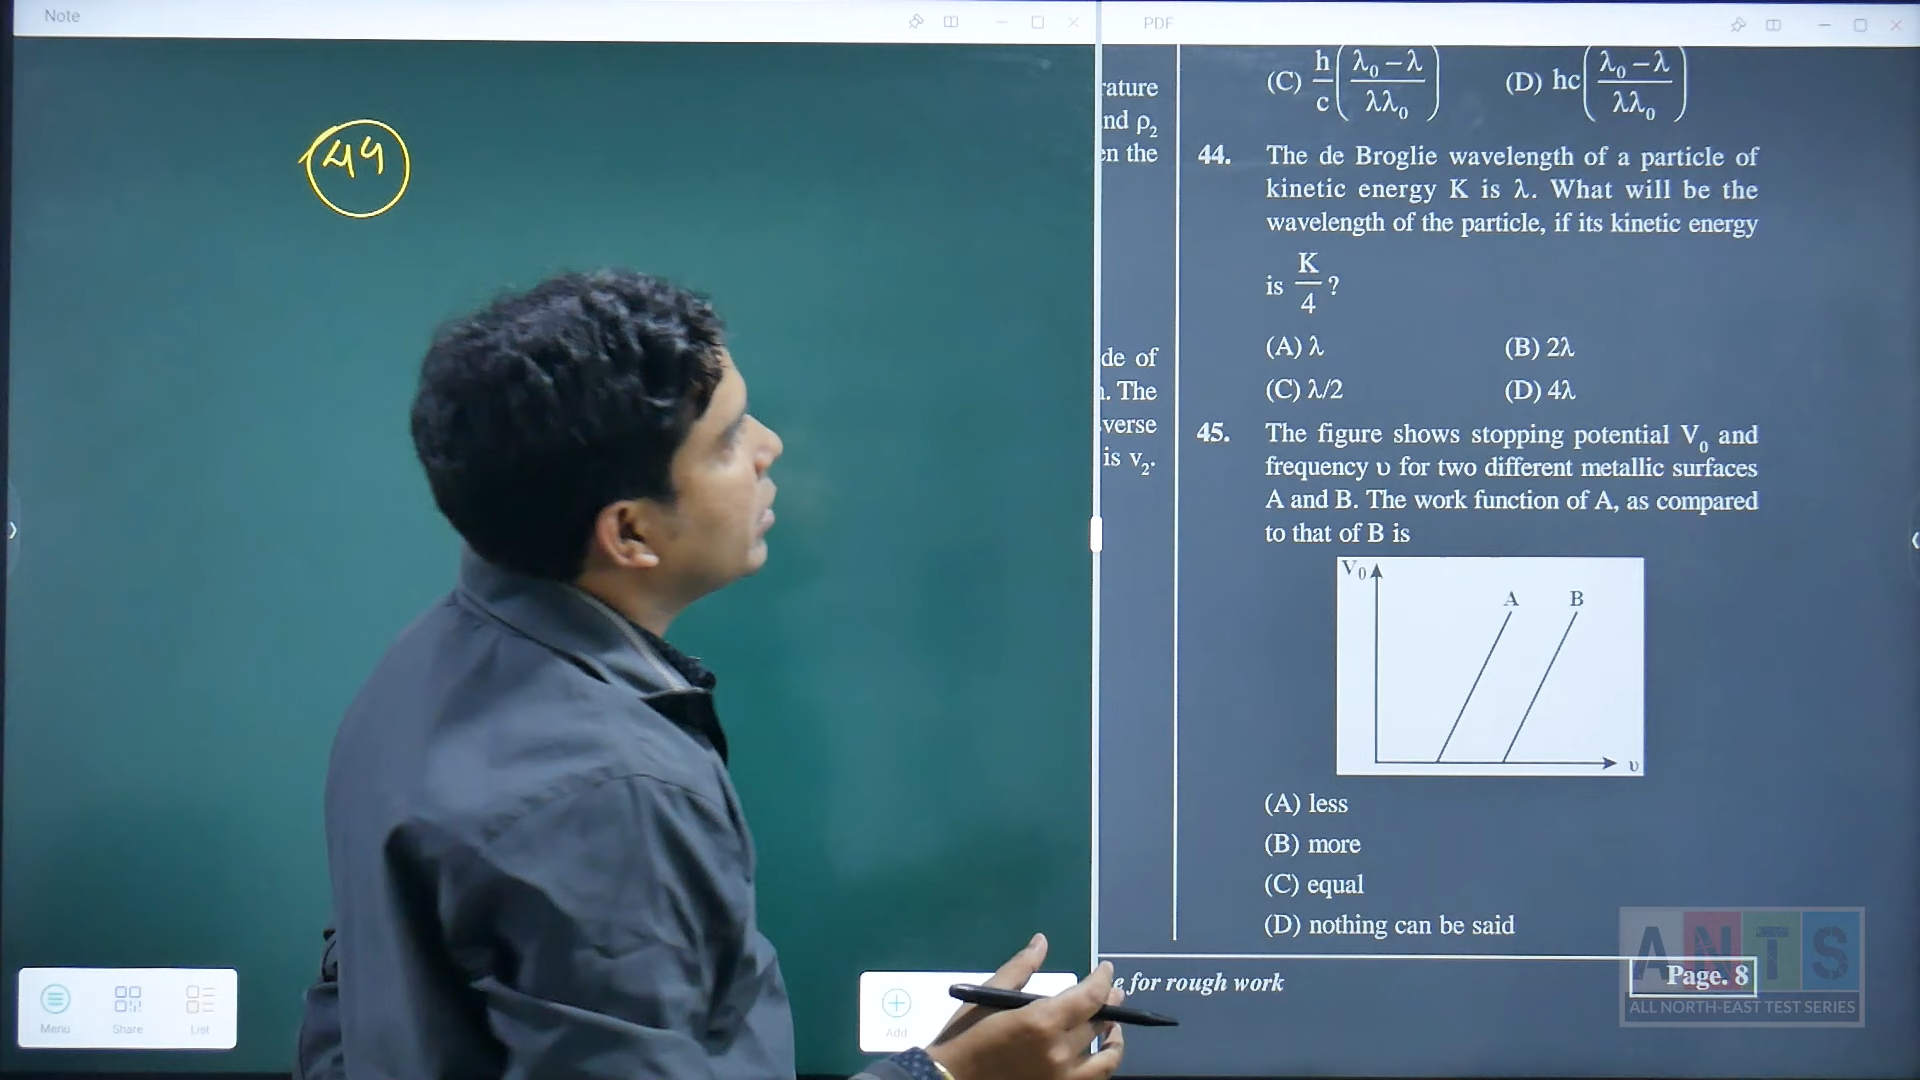 Note
PDF
44
rature
nd ρ₂
en the
de of
. The
verse
is v₂.
(C) h/c ((λ₀ – λ)/(λλ₀)) (D) hc ((λ₀ – λ)/(λλ₀))
44. The de Broglie wavelength of a particle of
kinetic energy K is λ. What will be the
wavelength of the particle, if its kinetic energy
is K/4 ?
(A) λ (B) 2λ
(C) λ/2 (D) 4λ
45. The figure shows stopping potential V₀ and
frequency υ for two different metallic surfaces
A and B. The work function of A, as compared
to that of B is
V₀
A B
υ
(A) less
(B) more
(C) equal
(D) nothing can be said
e for rough work
Page. 8
ANTS
ALL NORTH-EAST TEST SERIES
Menu Share List
Add